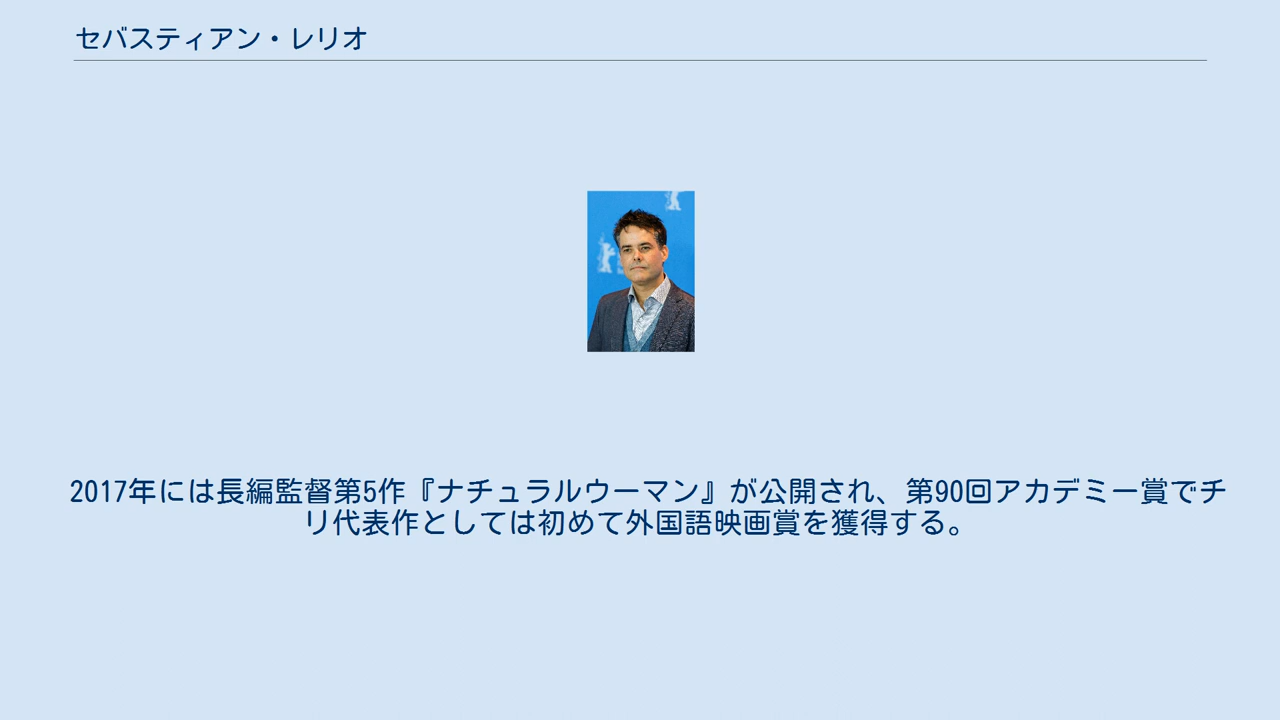 セバスティアン・レリオ
2017年には長編監督第5作『ナチュラルウーマン』が公開され、第90回アカデミー賞でチ
リ代表作としては初めて外国語映画賞を獲得する。